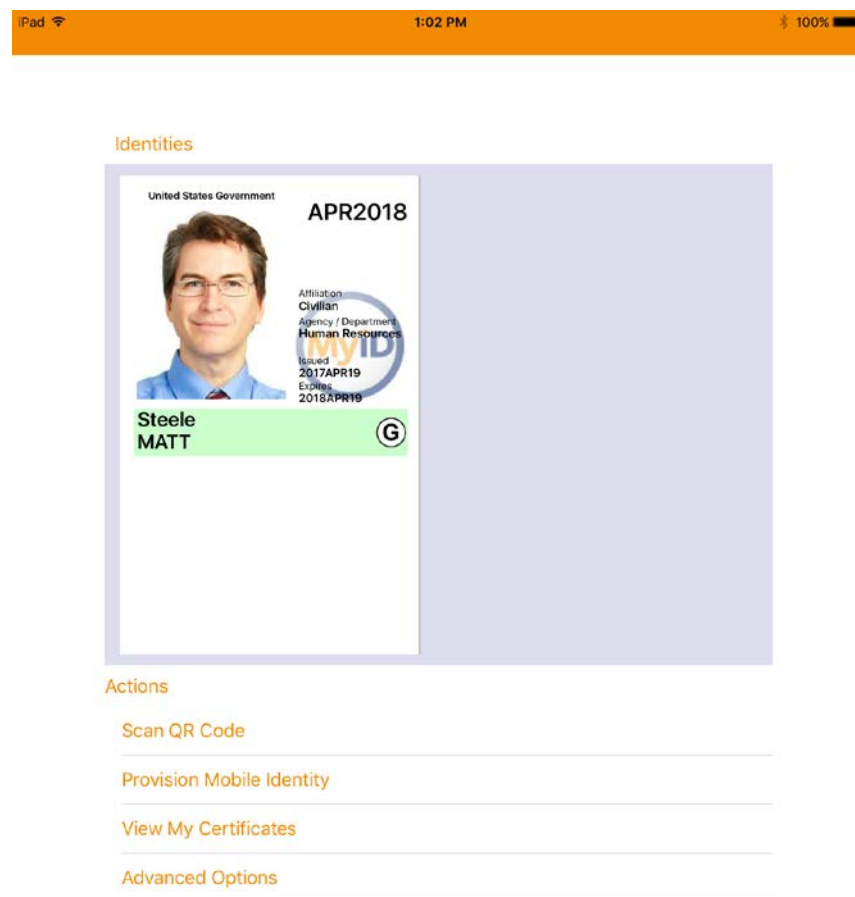 iPad 1:02 PM 100%
Identities
United States Government
APR2018
Affiliation
Civilian
Agency / Department
Human Resources
MyID
Issued
2017APR19
Expires
2018APR19
Steele
MATT
G
Actions
Scan QR Code
Provision Mobile Identity
View My Certificates
Advanced Options